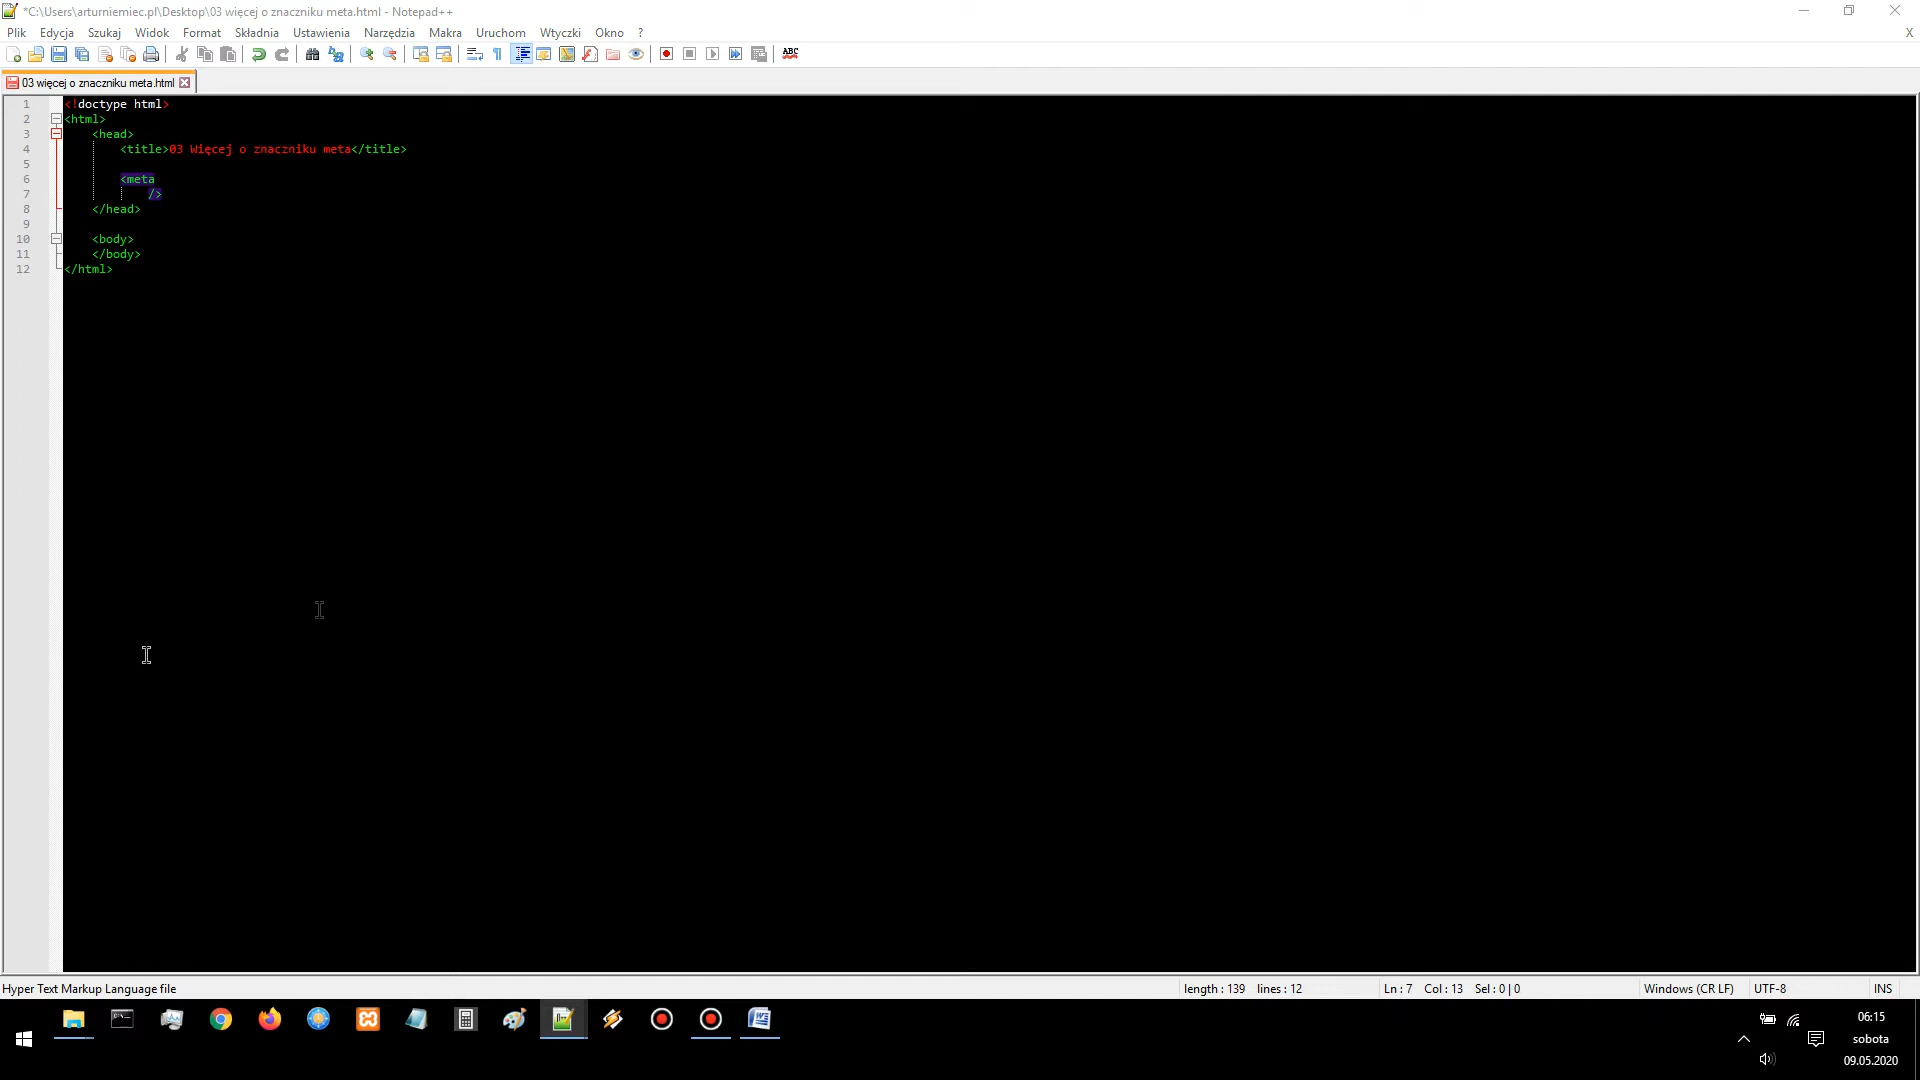 *C:\Users\arturniemiec.pl\Desktop\03 więcej o znaczniku meta.html - Notepad++
Plik Edycja Szukaj Widok Format Składnia Ustawienia Narzędzia Makra Uruchom Wtyczki Okno ? X
ABC
03 więcej o znaczniku meta.html
1 <!doctype html>
2 <html>
3 <head>
4 <title>03 Więcej o znaczniku meta</title>
5
6 <meta
7 />
8 </head>
9
10 <body>
11 </body>
12 </html>
Hyper Text Markup Language file length : 139 lines : 12 Ln : 7 Col : 13 Sel : 0 | 0 Windows (CR LF) UTF-8 INS
06:15
sobota
09.05.2020